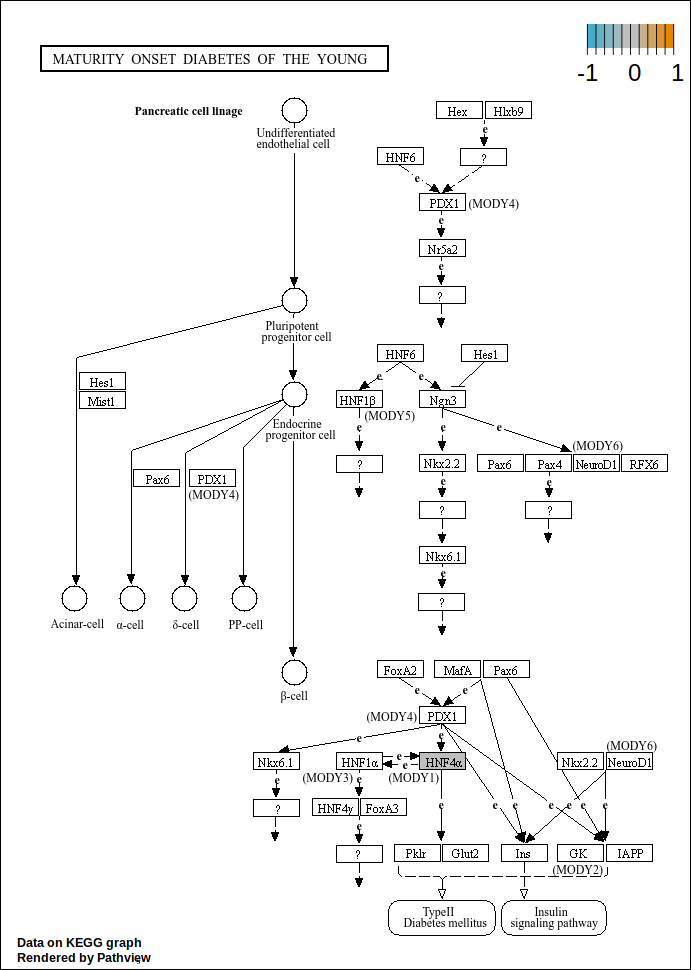 MATURITY ONSET DIABETES OF THE YOUNG
-1 0 1
Pancreatic cell linage
Undifferentiated
endothelial cell
Hex Hlxb9
e
HNF6 ?
e
PDX1 (MODY4)
e
Nr5a2
e
?
Pluripotent
progenitor cell
HNF6 Hes1
e e
Hes1
Mist1
HNF1β Ngn3
(MODY5)
Endocrine
progenitor cell
e e e
(MODY6)
? Nkx2.2 Pax6 Pax4 NeuroD1 RFX6
Pax6 PDX1
(MODY4)
e e
? ?
e
Nkx6.1
e
?
Acinar-cell α-cell δ-cell PP-cell
β-cell
FoxA2 MafA Pax6
e e
(MODY4) PDX1
e e
(MODY6)
Nkx6.1 HNF1α e HNF4α Nkx2.2 NeuroD1
e
(MODY3) (MODY1)
e e
? HNF4γ FoxA3
e e e e e e e
? Pklr Glut2 Ins GK IAPP
(MODY2)
TypeII
Diabetes mellitus
Insulin
signaling pathway
Data on KEGG graph
Rendered by Pathview